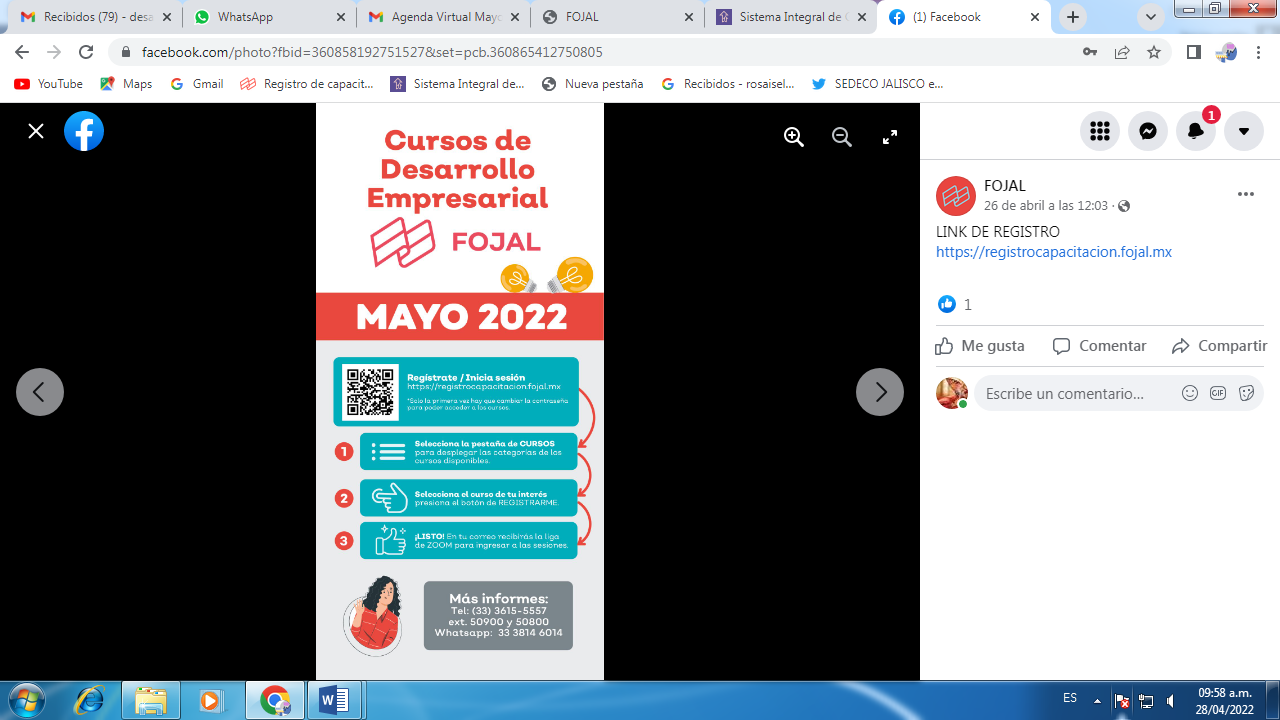 Recibidos (79) - desa
WhatsApp
Agenda Virtual Mayo
FOJAL
Sistema Integral de C
(1) Facebook
facebook.com/photo?fbid=360858192751527&set=pcb.360865412750805
YouTube
Maps
Gmail
Registro de capacit...
Sistema Integral de...
Nueva pestaña
Recibidos - rosaisel...
SEDECO JALISCO e...
Cursos de
Desarrollo
Empresarial
FOJAL
MAYO 2022
Regístrate / Inicia sesión
https://registrocapacitacion.fojal.mx
*Solo la primera vez hay que cambiar la contraseña
para poder acceder a los cursos.
1
Selecciona la pestaña de CURSOS
para desplegar las categorías de los
cursos disponibles.
2
Selecciona el curso de tu interés
presiona el botón de REGISTRARME.
3
¡LISTO! En tu correo recibirás la liga
de ZOOM para ingresar a las sesiones.
Más informes:
Tel: (33) 3615-5557
ext. 50900 y 50800
Whatsapp: 33 3814 6014
1
FOJAL
26 de abril a las 12:03 ·
LINK DE REGISTRO
https://registrocapacitacion.fojal.mx
1
Me gusta
Comentar
Compartir
Escribe un comentario...
GIF
ES
09:58 a.m.
28/04/2022